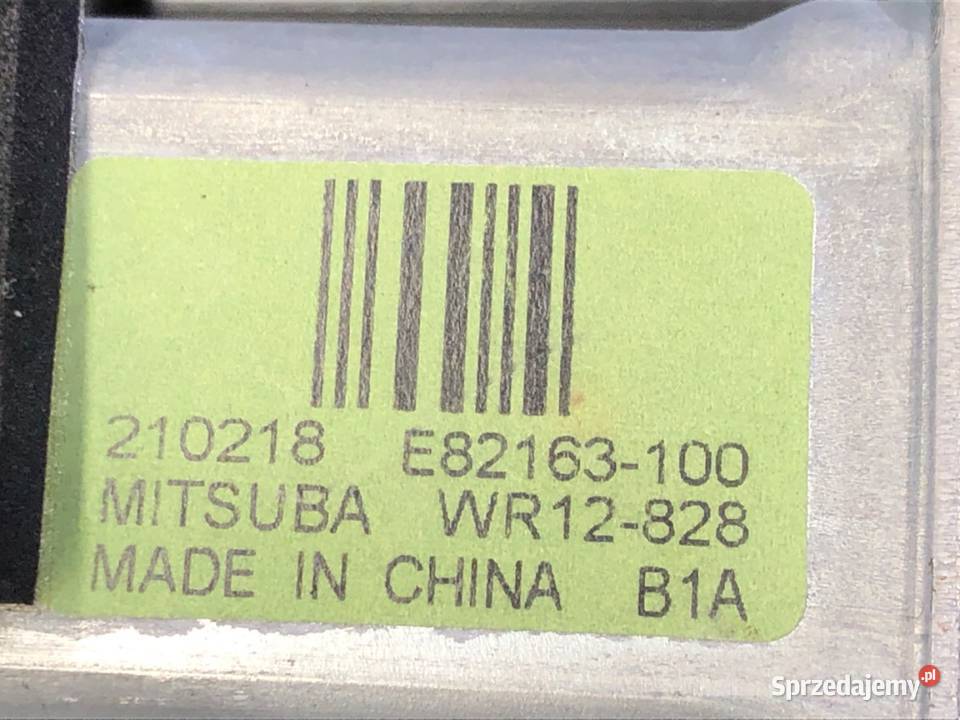 210218 E82163-100
MITSUBA WR12-828
MADE IN CHINA B1A
Sprzedajemy.pl